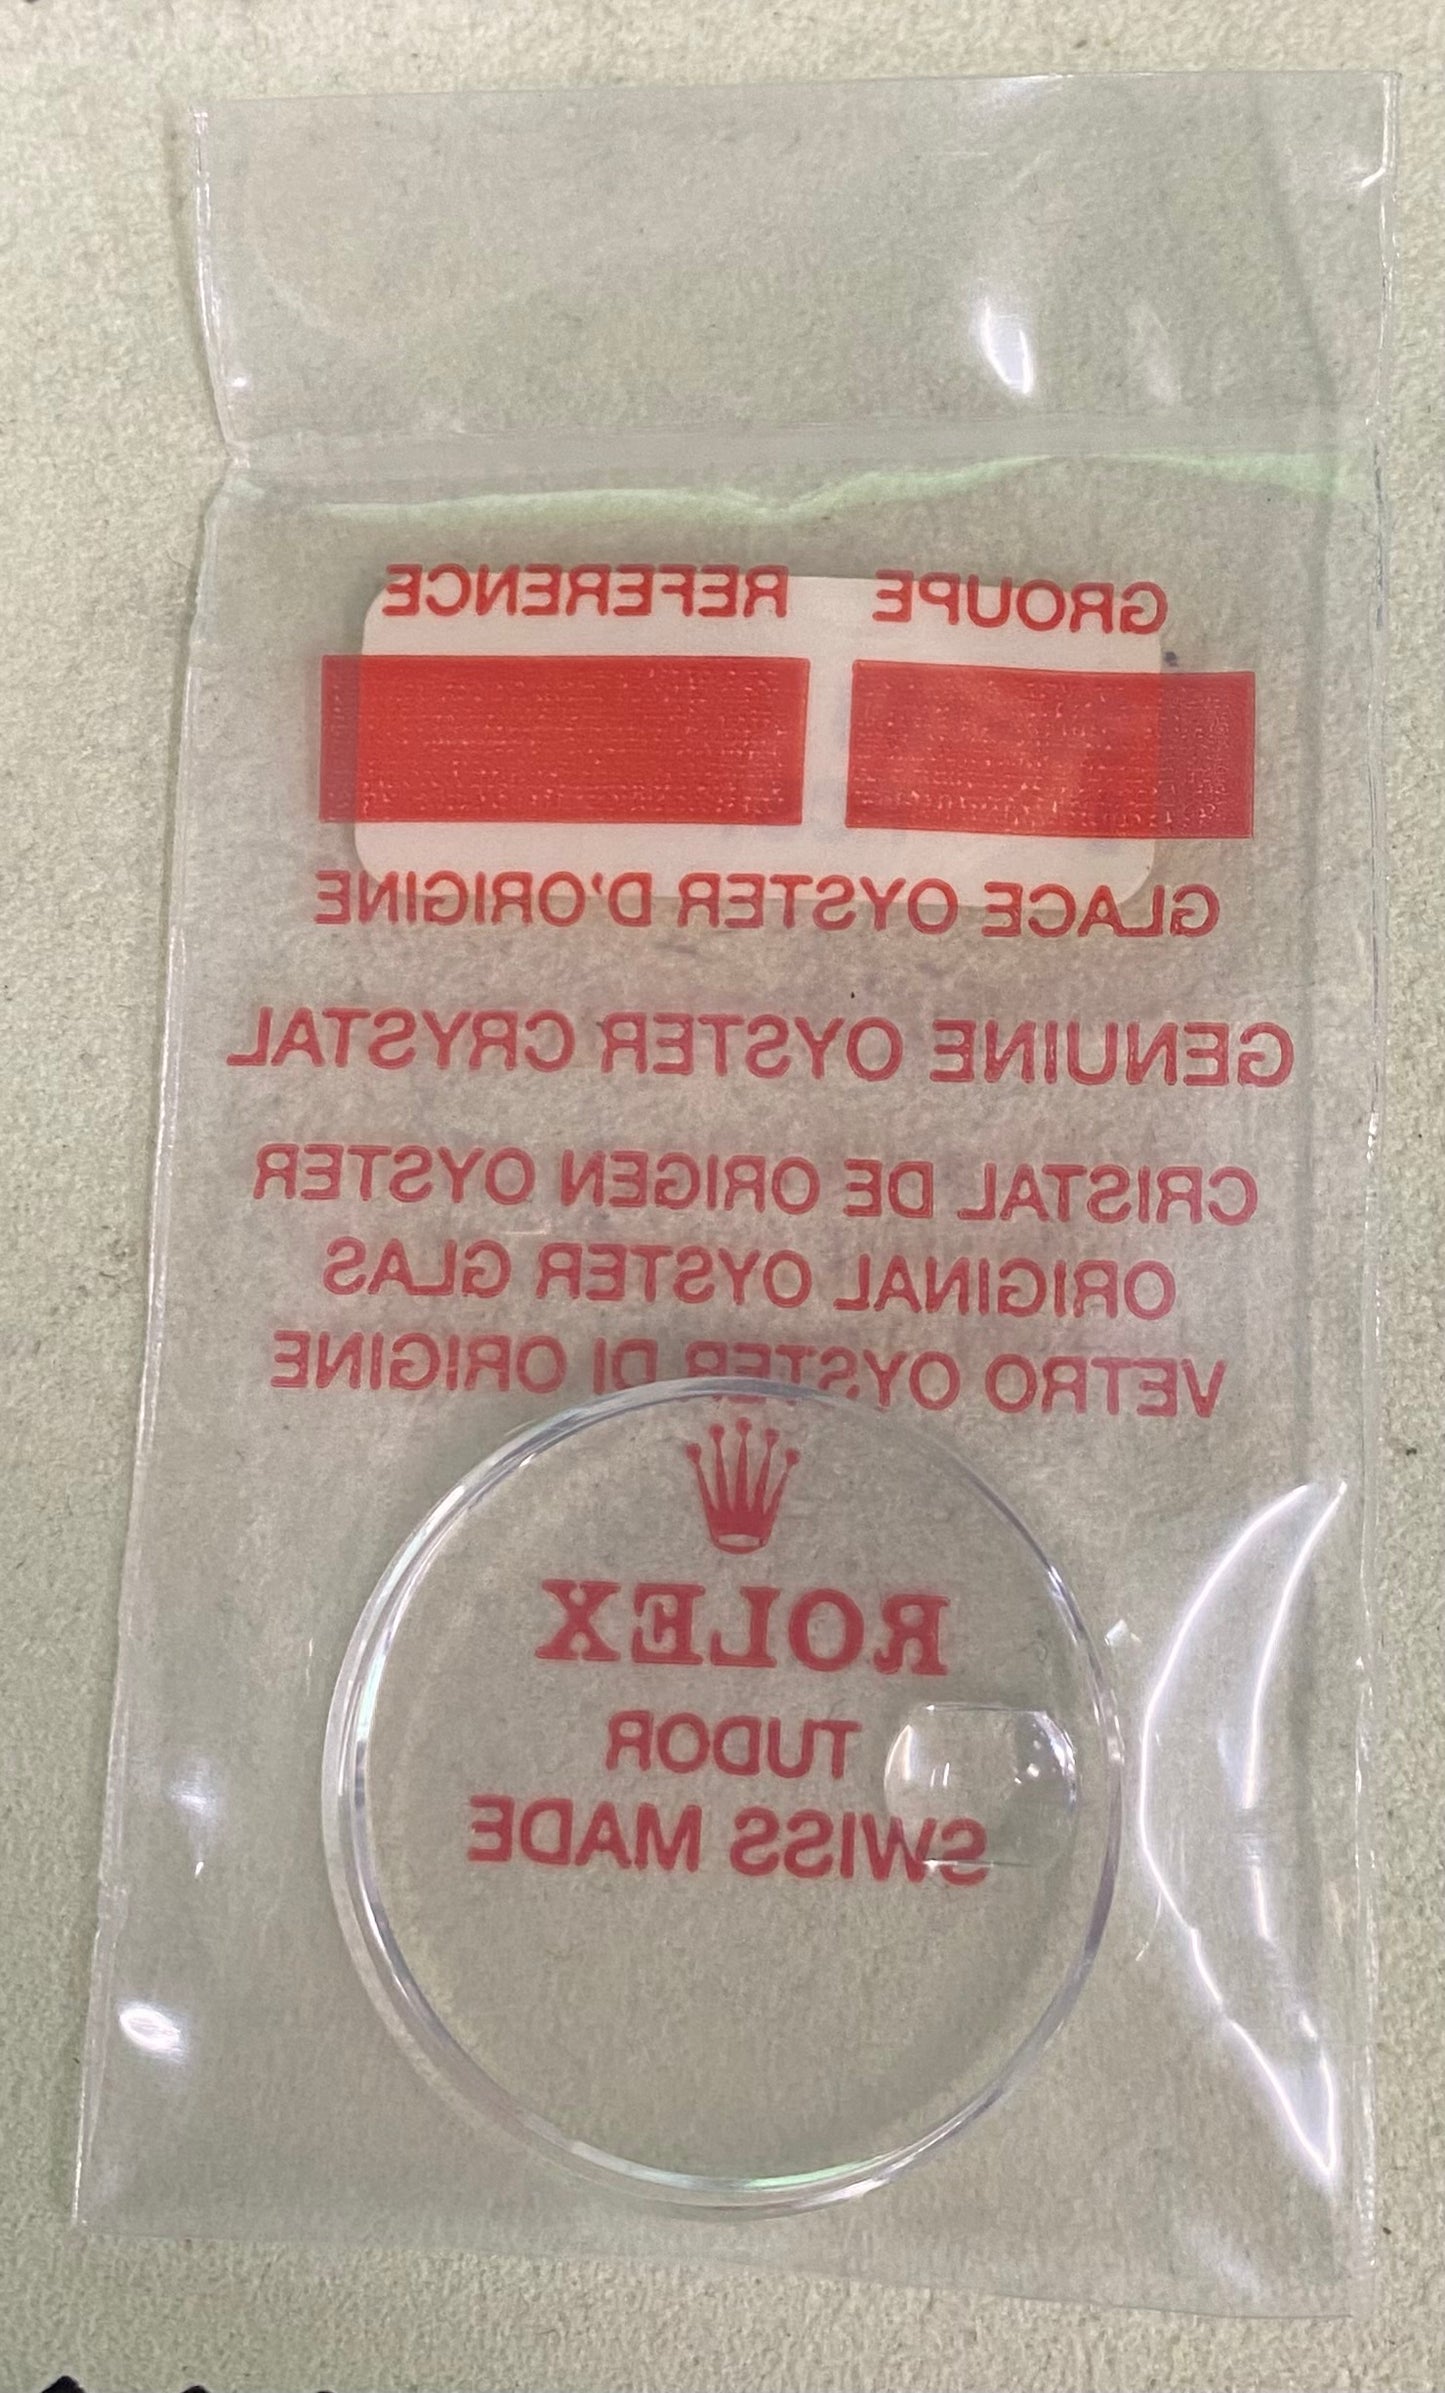 GROUPE REFERENCE
GLACE OYSTER D'ORIGINE
GENUINE OYSTER CRYSTAL
CRISTAL DE ORIGEN OYSTER
ORIGINAL OYSTER GLAS
VETRO OYSTER DI ORIGINE
ROLEX
TUDOR
SWISS MADE